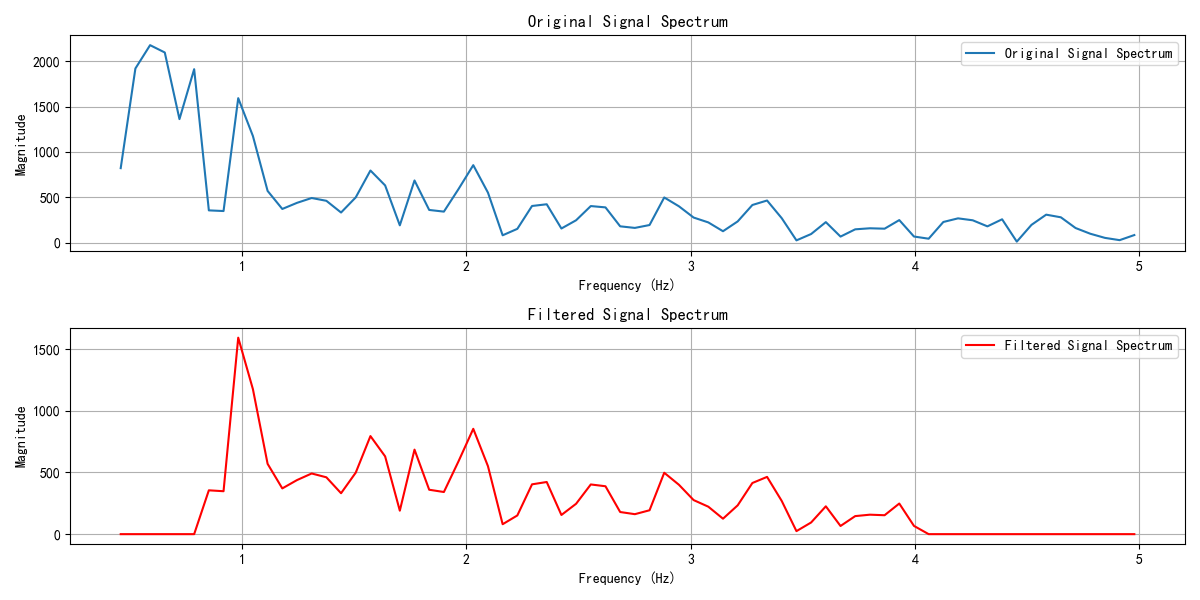 Original Signal Spectrum
Original Signal Spectrum
2000
1500
1000
500
0
Magnitude
1
2
3
4
5
Frequency (Hz)
Filtered Signal Spectrum
Filtered Signal Spectrum
1500
1000
500
0
Magnitude
1
2
3
4
5
Frequency (Hz)